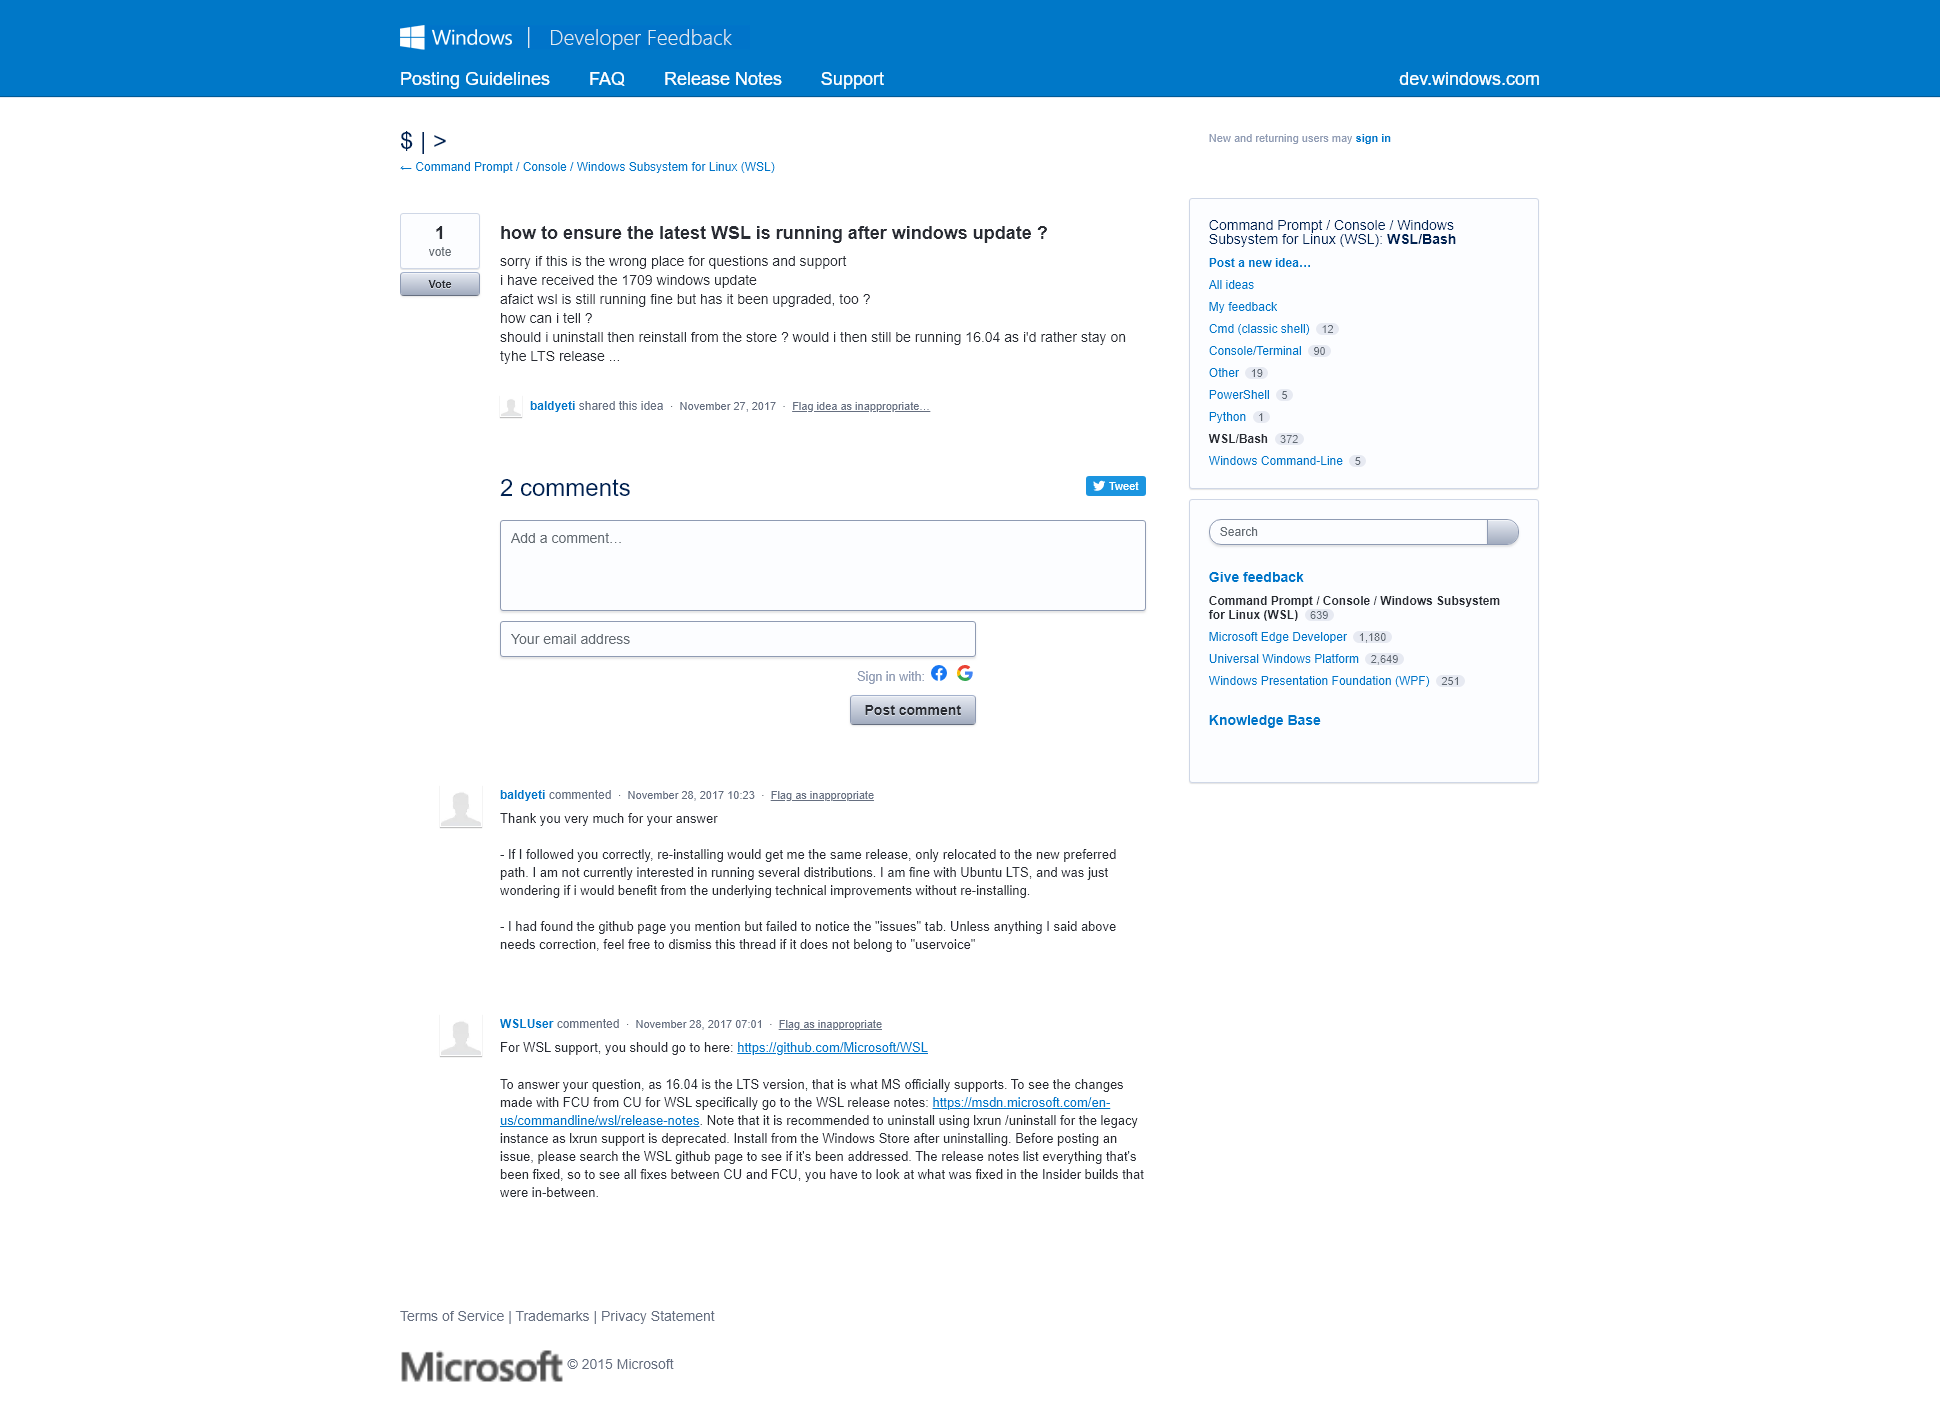 Windows | Developer Feedback
Posting Guidelines FAQ Release Notes Support dev.windows.com
$ | >
← Command Prompt / Console / Windows Subsystem for Linux (WSL)
New and returning users may sign in
1
vote
Vote
how to ensure the latest WSL is running after windows update ?
sorry if this is the wrong place for questions and support
i have received the 1709 windows update
afaict wsl is still running fine but has it been upgraded, too ?
how can i tell ?
should i uninstall then reinstall from the store ? would i then still be running 16.04 as i'd rather stay on
tyhe LTS release ...
baldyeti shared this idea · November 27, 2017 · Flag idea as inappropriate…
2 comments
Tweet
Add a comment…
Your email address
Sign in with:
Post comment
baldyeti commented · November 28, 2017 10:23 · Flag as inappropriate
Thank you very much for your answer
- If I followed you correctly, re-installing would get me the same release, only relocated to the new preferred
path. I am not currently interested in running several distributions. I am fine with Ubuntu LTS, and was just
wondering if i would benefit from the underlying technical improvements without re-installing.
- I had found the github page you mention but failed to notice the "issues" tab. Unless anything I said above
needs correction, feel free to dismiss this thread if it does not belong to "uservoice"
WSLUser commented · November 28, 2017 07:01 · Flag as inappropriate
For WSL support, you should go to here: https://github.com/Microsoft/WSL
To answer your question, as 16.04 is the LTS version, that is what MS officially supports. To see the changes
made with FCU from CU for WSL specifically go to the WSL release notes: https://msdn.microsoft.com/en-
us/commandline/wsl/release-notes. Note that it is recommended to uninstall using lxrun /uninstall for the legacy
instance as lxrun support is deprecated. Install from the Windows Store after uninstalling. Before posting an
issue, please search the WSL github page to see if it's been addressed. The release notes list everything that's
been fixed, so to see all fixes between CU and FCU, you have to look at what was fixed in the Insider builds that
were in-between.
Command Prompt / Console / Windows
Subsystem for Linux (WSL): WSL/Bash
Post a new idea…
All ideas
My feedback
Cmd (classic shell) 12
Console/Terminal 90
Other 19
PowerShell 5
Python 1
WSL/Bash 372
Windows Command-Line 5
Search
Give feedback
Command Prompt / Console / Windows Subsystem
for Linux (WSL) 639
Microsoft Edge Developer 1,180
Universal Windows Platform 2,649
Windows Presentation Foundation (WPF) 251
Knowledge Base
Terms of Service | Trademarks | Privacy Statement
Microsoft © 2015 Microsoft